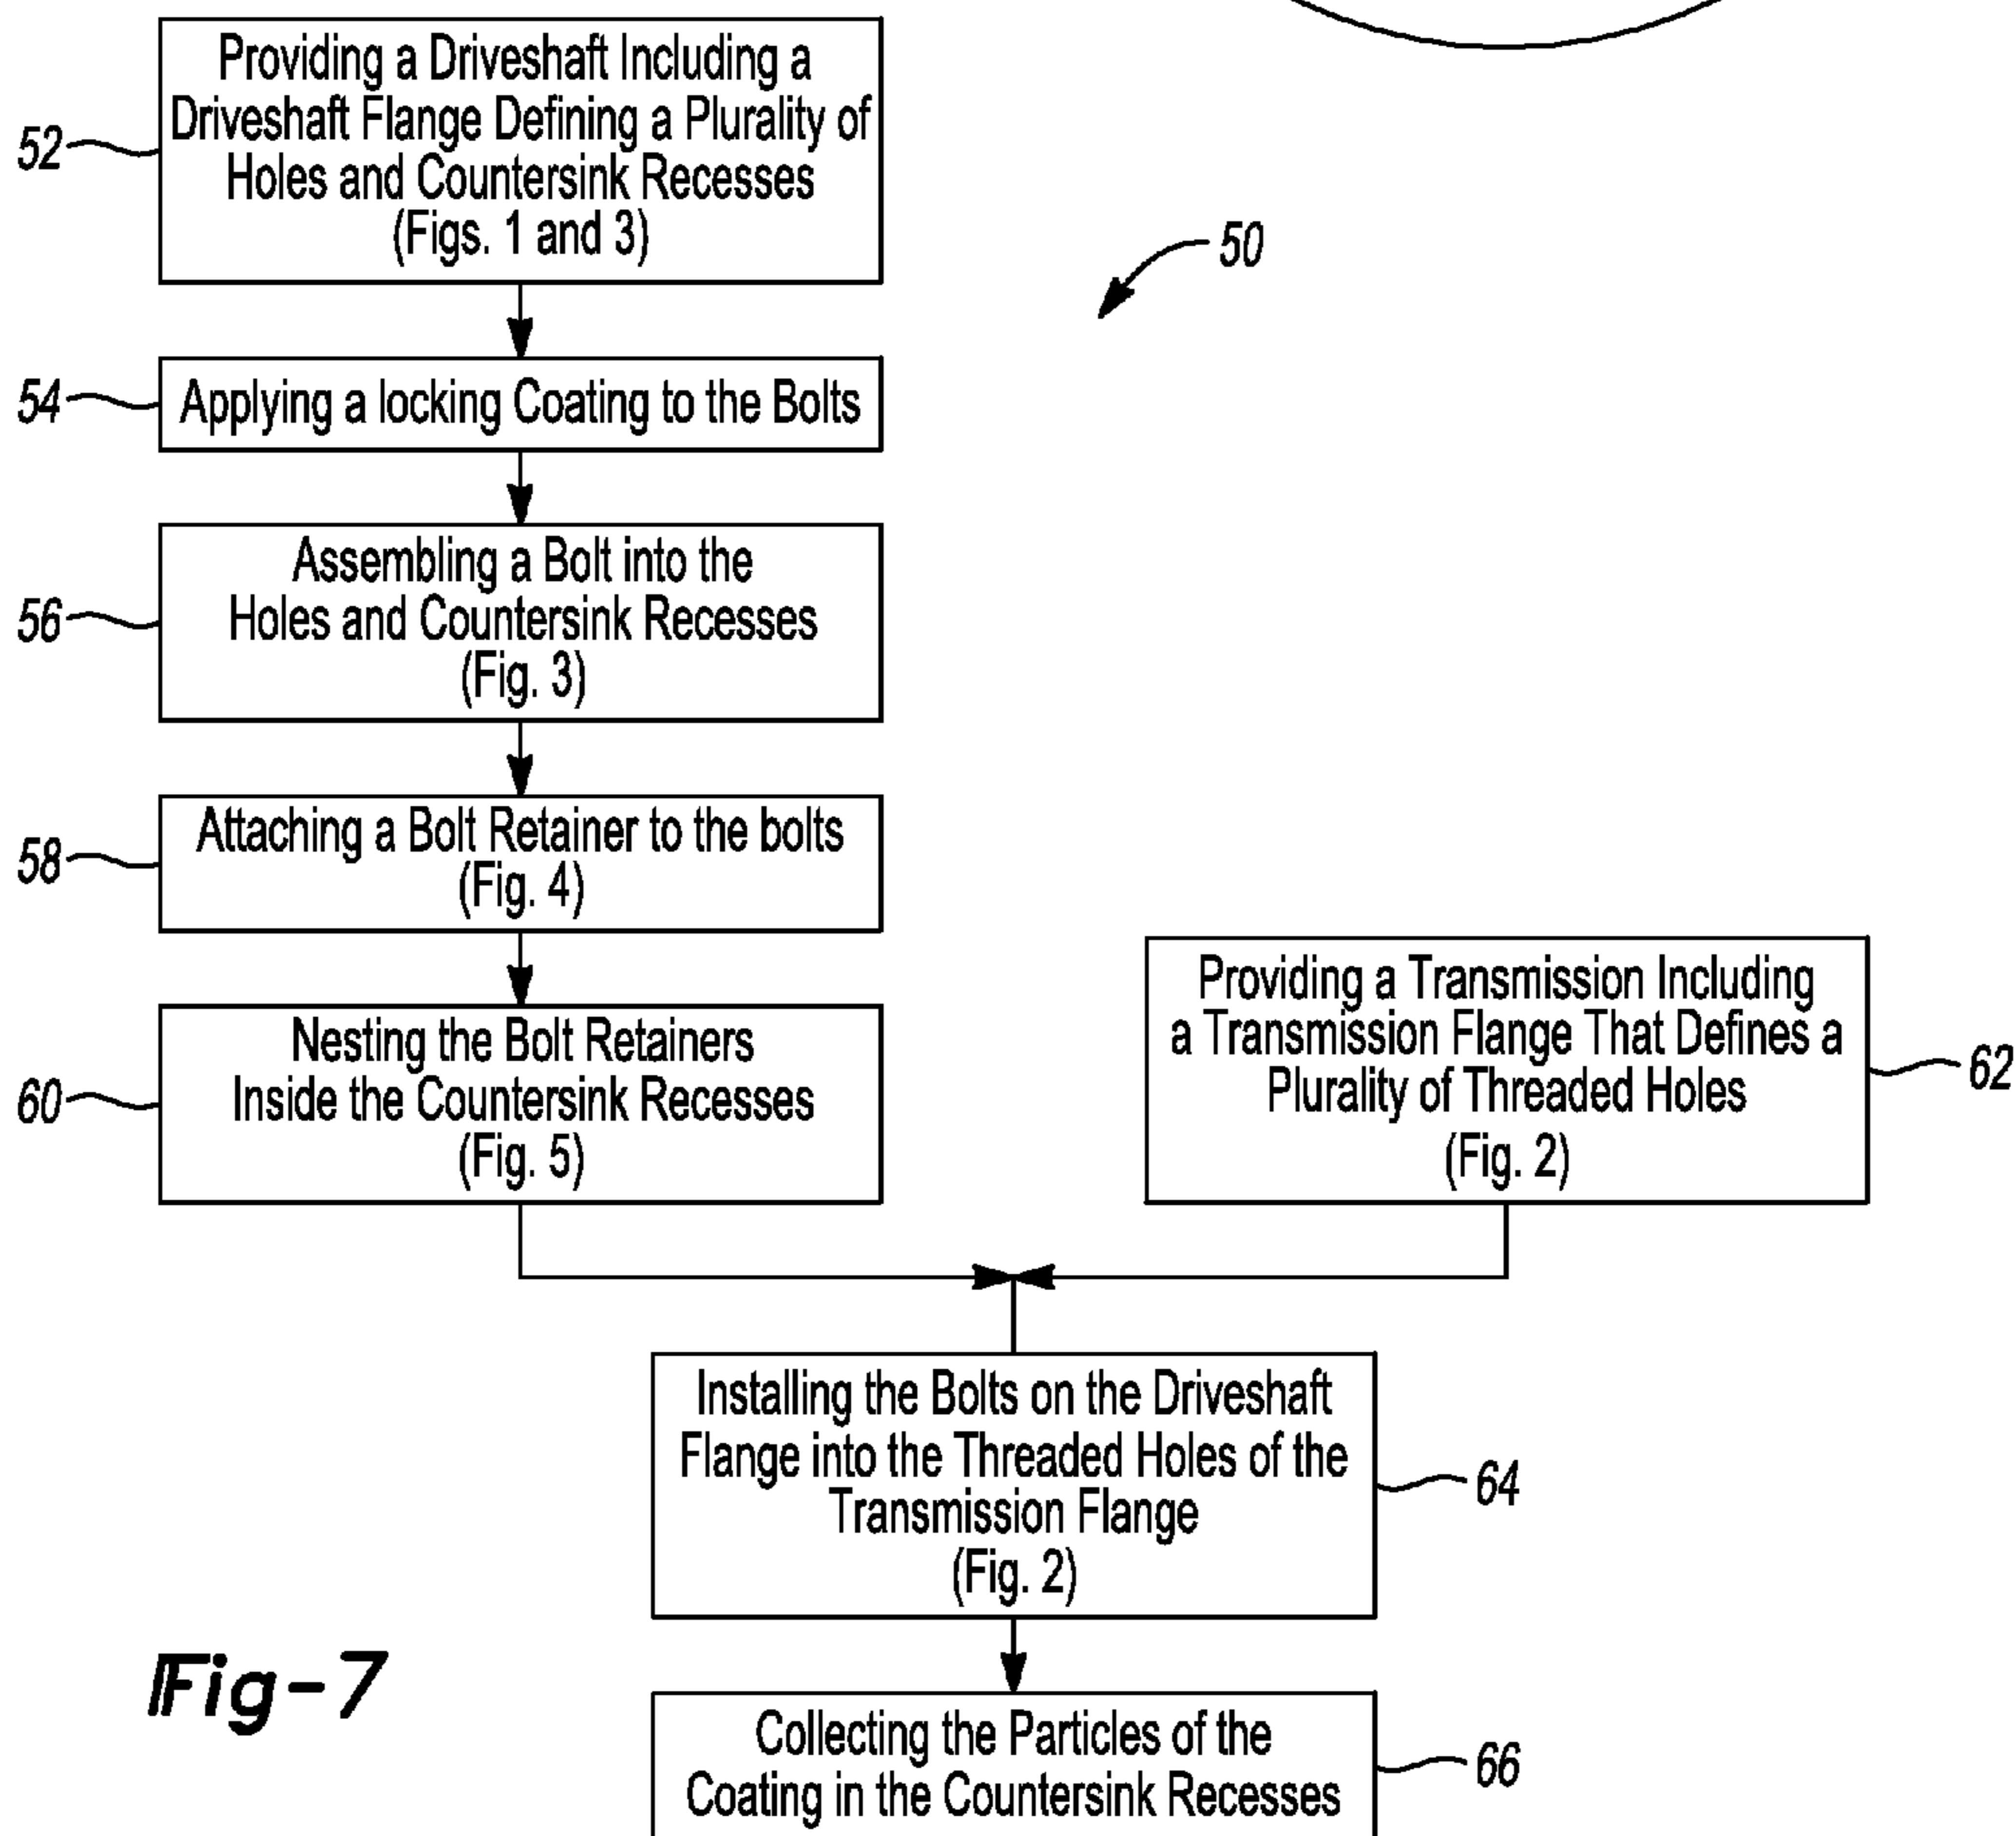 Providing a Driveshaft Including a
Driveshaft Flange Defining a Plurality of
Holes and Countersink Recesses
(Figs. 1 and 3)
52
50
54
Applying a locking Coating to the Bolts
Assembling a Bolt into the
Holes and Countersink Recesses
(Fig. 3)
56
Attaching a Bolt Retainer to the bolts
(Fig. 4)
58
Nesting the Bolt Retainers
Inside the Countersink Recesses
(Fig. 5)
60
Providing a Transmission Including
a Transmission Flange That Defines a
Plurality of Threaded Holes
(Fig. 2)
62
Installing the Bolts on the Driveshaft
Flange into the Threaded Holes of the
Transmission Flange
(Fig. 2)
64
Fig-7
Collecting the Particles of the
Coating in the Countersink Recesses
66